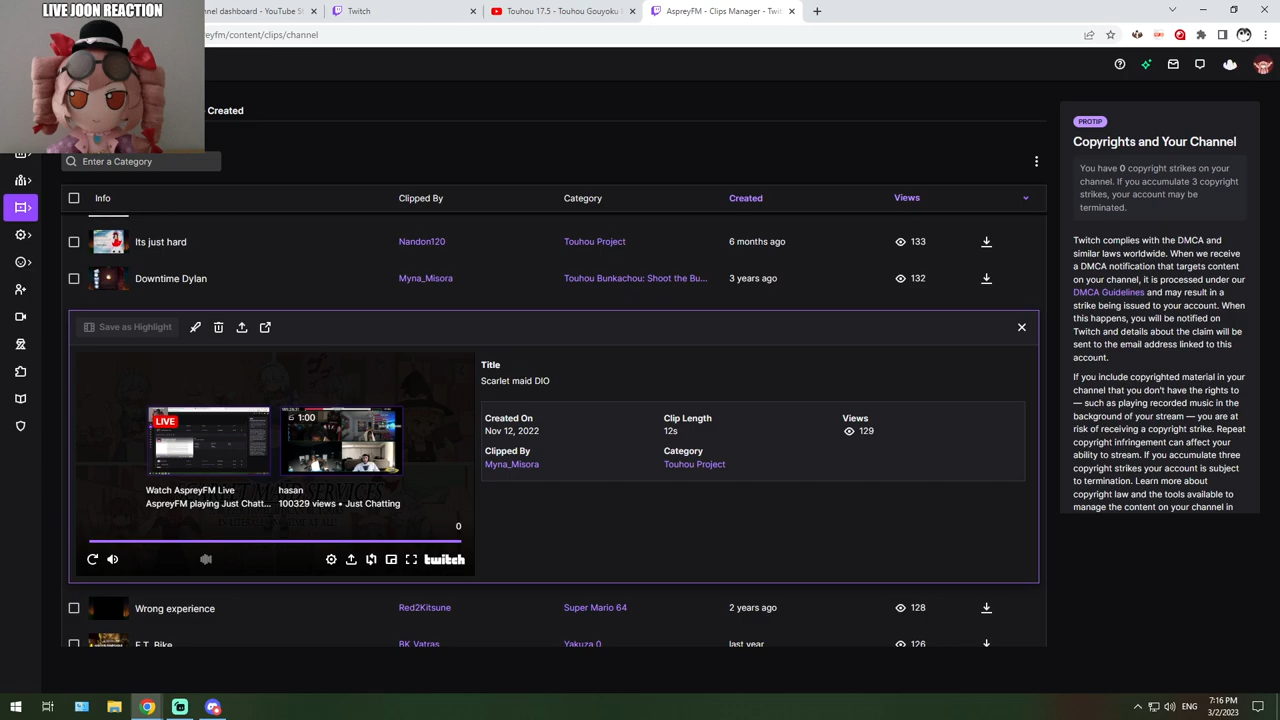 LIVE JOON REACTION
nnel dashboard - YouTube St
Twitch
Touhou 17.5 - Touhou Gouyoku
AspreyFM - Clips Manager - Twit
eyfm/content/clips/channel
Created
Enter a Category
PROTIP
Copyrights and Your Channel
You have 0 copyright strikes on
your channel. If you accumulate 3 copyright
strikes, your account may be
terminated.
Info
Clipped By
Category
Created
Views
Its just hard
Nandon120
Touhou Project
6 months ago
133
Downtime Dylan
Myna_Misora
Touhou Bunkachou: Shoot the Bu...
3 years ago
132
Twitch complies with the DMCA and
similar laws worldwide. When we receive
a DMCA notification that targets content
on your channel, it is processed under our
DMCA Guidelines and may result in a
strike being issued to your account. When
this happens, you will be notified on
Twitch and details about the claim will be
sent to the email address linked to this
account.
If you include copyrighted material in your
channel that you don't have the rights to
— such as playing recorded music in the
background of your stream — you are at
risk of receiving a copyright strike. Repeat
copyright infringement can affect your
ability to stream. If you accumulate three
copyright strikes your account is subject
to termination. Learn more about
copyright law and the tools available to
manage the content on your channel in
Save as Highlight
Title
Scarlet maid DIO
Created On
Nov 12, 2022
Clip Length
12s
Views
129
Clipped By
Myna_Misora
Category
Touhou Project
LIVE
1:00
Watch AspreyFM Live
AspreyFM playing Just Chatt...
hasan
100329 views • Just Chatting
0
twitch
Wrong experience
Red2Kitsune
Super Mario 64
2 years ago
128
E.T. Bike
BK_Vatras
Yakuza 0
last year
126
ENG
7:16 PM
3/2/2023